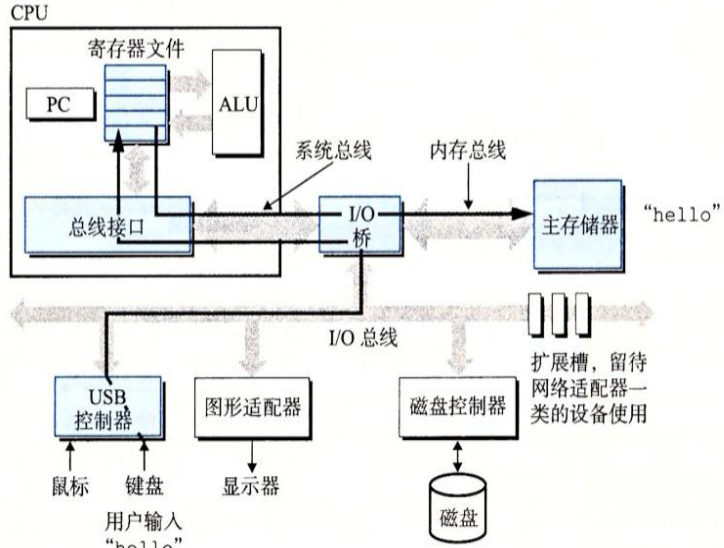 CPU
寄存器文件
PC
ALU
系统总线
内存总线
总线接口
I/O
桥
主存储器
“hello”
I/O 总线
扩展槽，留待
网络适配器一
类的设备使用
USB
控制器
图形适配器
磁盘控制器
鼠标
键盘
显示器
磁盘
用户输入
“hello”